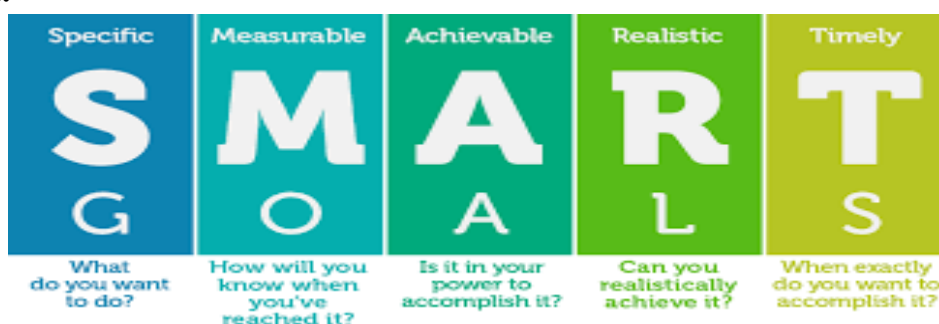 Specific Measurable Achievable Realistic Timely
S M A R T
G O A L S
What
do you want
to do?
How will you
know when
you've
reached it?
Is it in your
power to
accomplish it?
Can you
realistically
achieve it?
When exactly
do you want to
accomplish it?